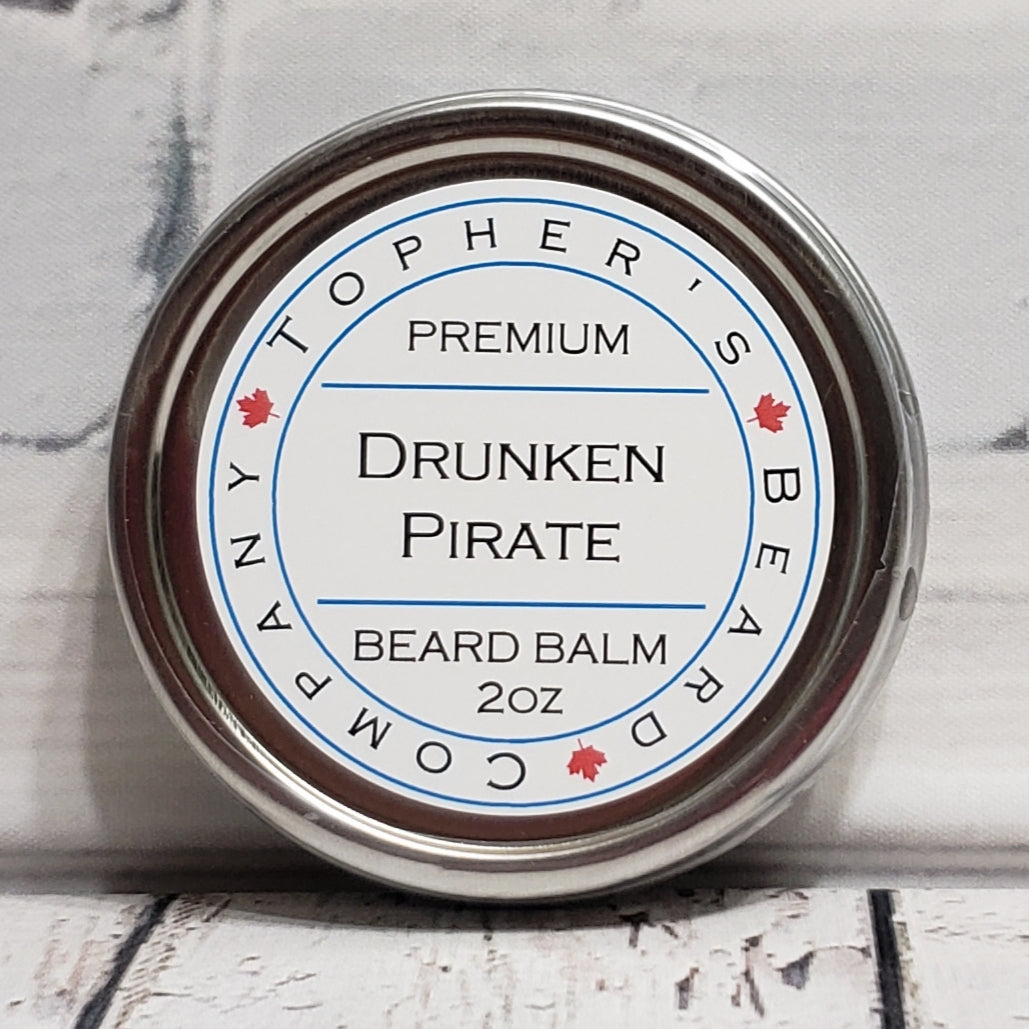 TOPHER'S BEARD COMPANY
PREMIUM
DRUNKEN
PIRATE
BEARD BALM
2OZ